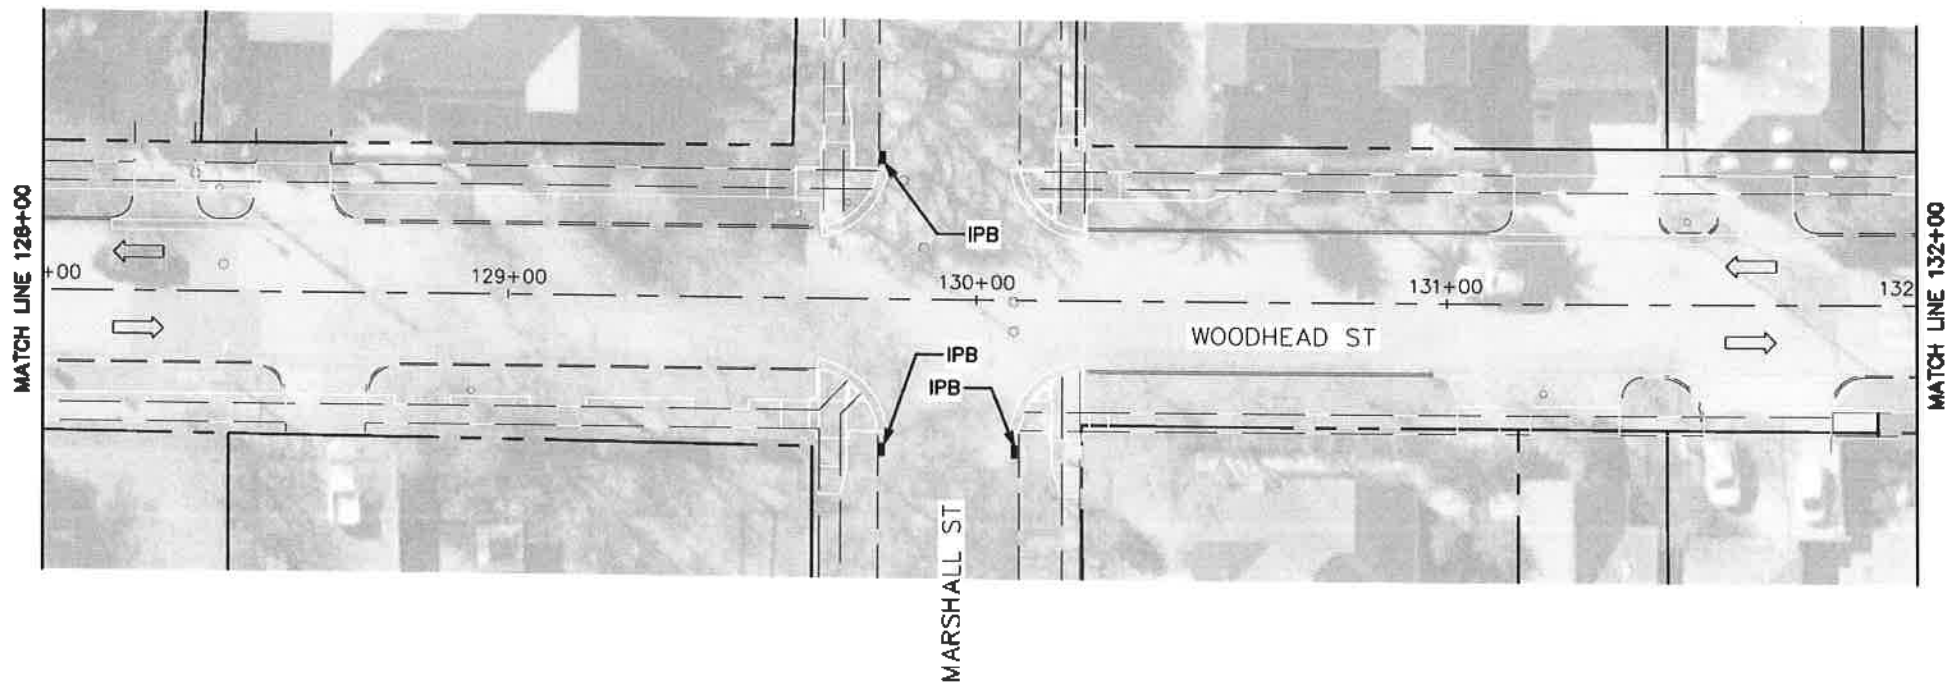 MATCH LINE 128+00
+00
129+00
130+00
131+00
132
MATCH LINE 132+00
IPB
WOODHEAD ST
IPB
IPB
MARSHALL ST